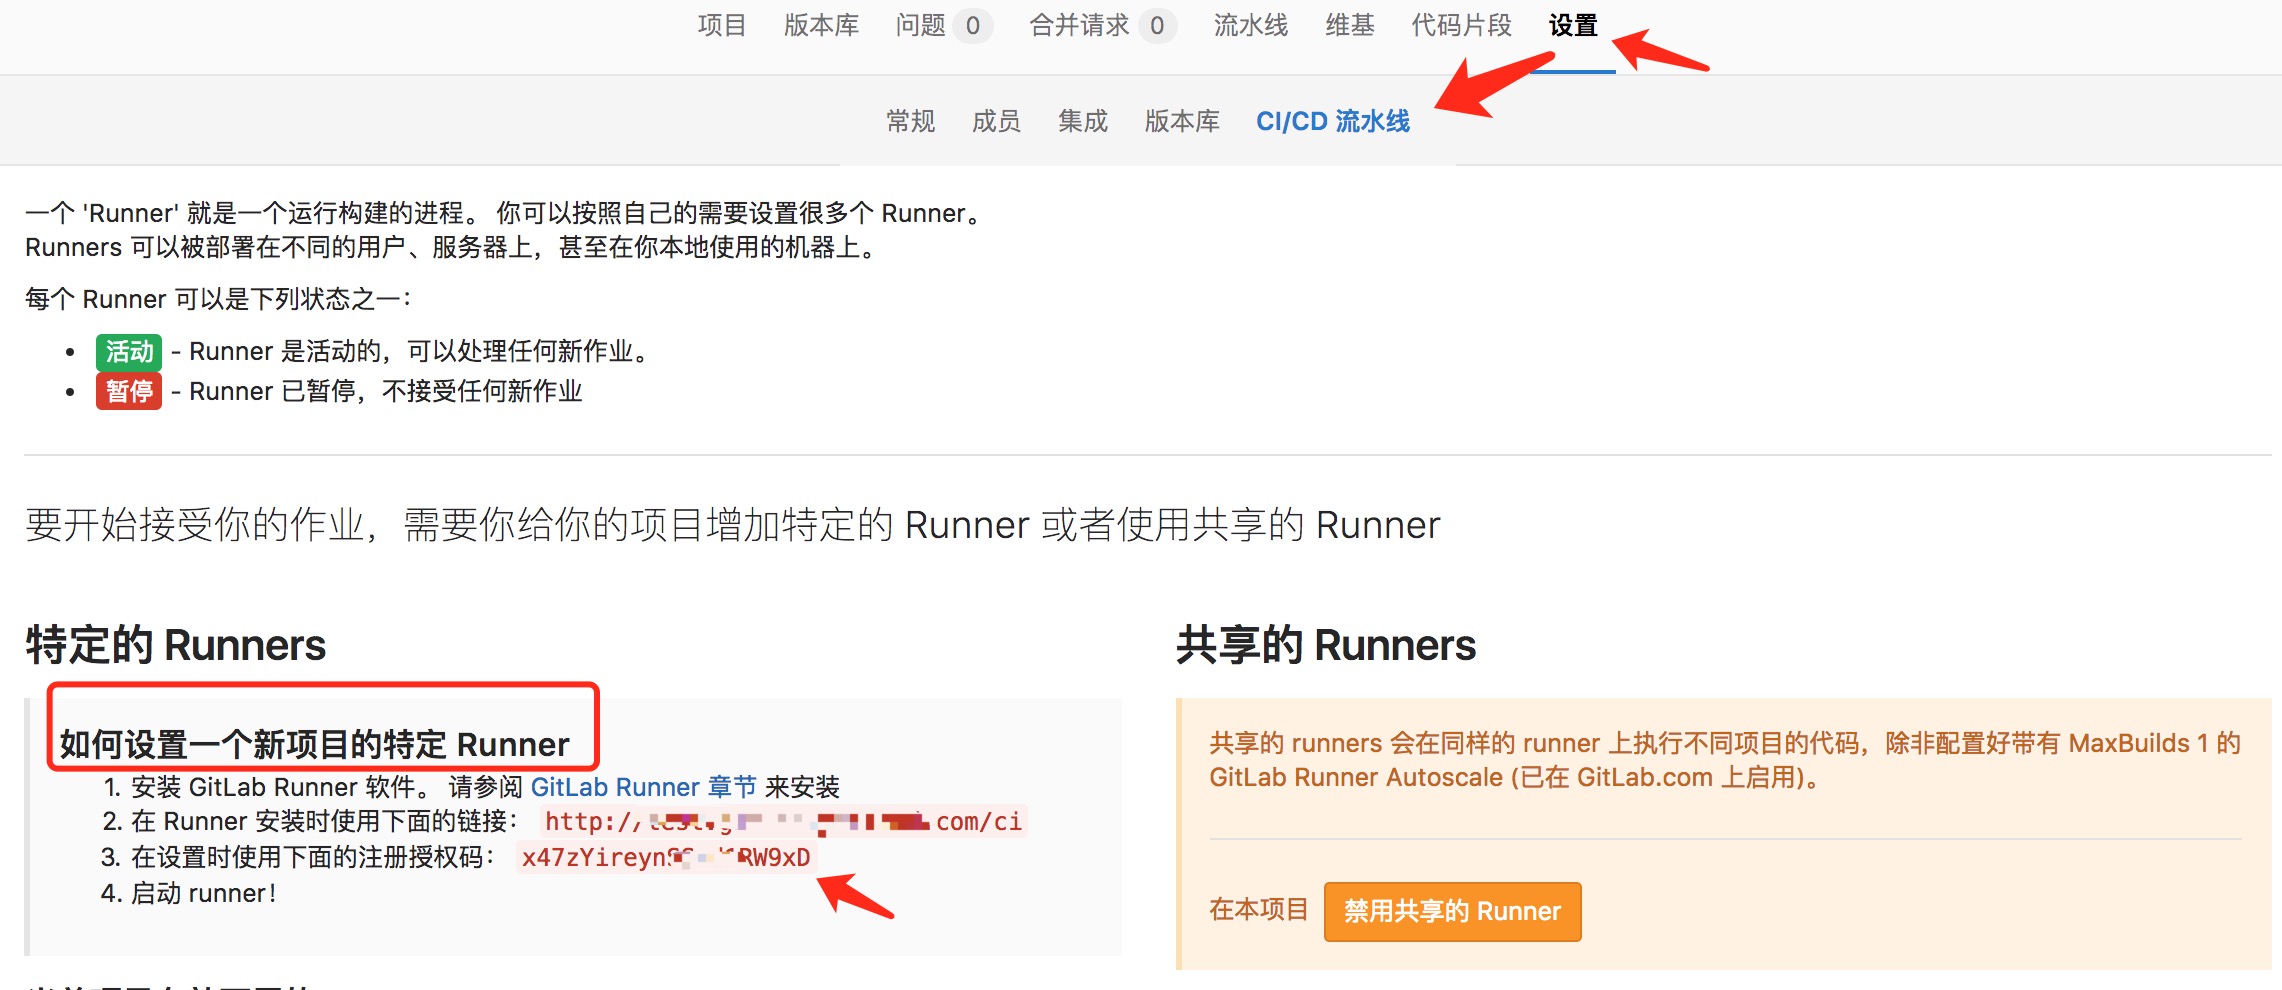 项目 版本库 问题 0 合并请求 0 流水线 维基 代码片段 设置
常规 成员 集成 版本库 CI/CD 流水线
一个 'Runner' 就是一个运行构建的进程。 你可以按照自己的需要设置很多个 Runner。
Runners 可以被部署在不同的用户、服务器上，甚至在你本地使用的机器上。
每个 Runner 可以是下列状态之一：
• 活动 - Runner 是活动的，可以处理任何新作业。
• 暂停 - Runner 已暂停，不接受任何新作业
要开始接受你的作业，需要你给你的项目增加特定的 Runner 或者使用共享的 Runner
特定的 Runners
如何设置一个新项目的特定 Runner
1. 安装 GitLab Runner 软件。 请参阅 GitLab Runner 章节 来安装
2. 在 Runner 安装时使用下面的链接： http:/ .com/ci
3. 在设置时使用下面的注册授权码： x47zYireyn RW9xD
4. 启动 runner！
共享的 Runners
共享的 runners 会在同样的 runner 上执行不同项目的代码，除非配置好带有 MaxBuilds 1 的
GitLab Runner Autoscale (已在 GitLab.com 上启用)。
在本项目 禁用共享的 Runner